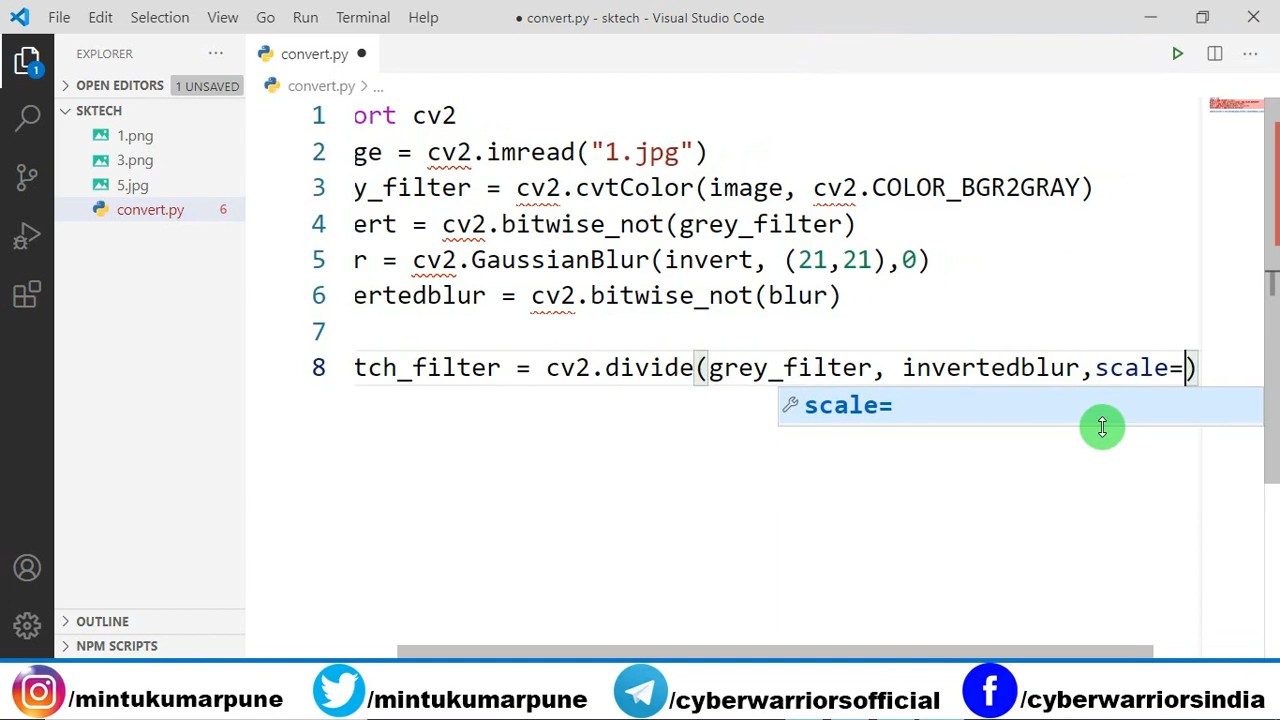 File Edit Selection View Go Run Terminal Help ● convert.py - sktech - Visual Studio Code
EXPLORER ...
convert.py ●
1
OPEN EDITORS 1 UNSAVED
convert.py > ...
SKTECH
1.png
3.png
5.jpg
convert.py 6
1 ort cv2
2 ge = cv2.imread("1.jpg")
3 y_filter = cv2.cvtColor(image, cv2.COLOR_BGR2GRAY)
4 ert = cv2.bitwise_not(grey_filter)
5 r = cv2.GaussianBlur(invert, (21,21),0)
6 ertedblur = cv2.bitwise_not(blur)
7
8 tch_filter = cv2.divide(grey_filter, invertedblur,scale=)
scale=
OUTLINE
NPM SCRIPTS
/mintukumarpune /mintukumarpune /cyberwarriorsofficial /cyberwarriorsindia